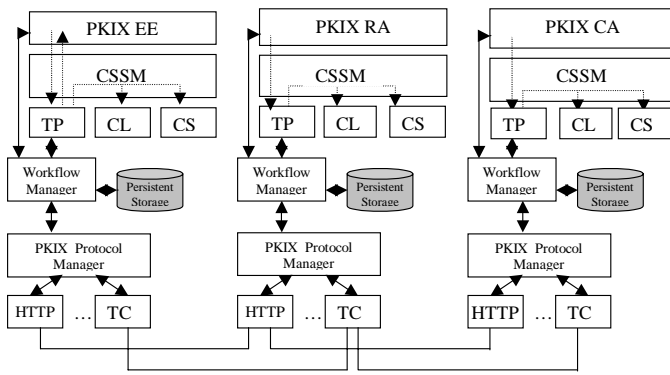 PKIX EE
CSSM
TP
CL
CS
Workflow
Manager
Persistent
Storage
PKIX Protocol
Manager
HTTP
...
TC
PKIX RA
CSSM
TP
CL
CS
Workflow
Manager
Persistent
Storage
PKIX Protocol
Manager
HTTP
...
TC
PKIX CA
CSSM
TP
CL
CS
Workflow
Manager
Persistent
Storage
PKIX Protocol
Manager
HTTP
...
TC